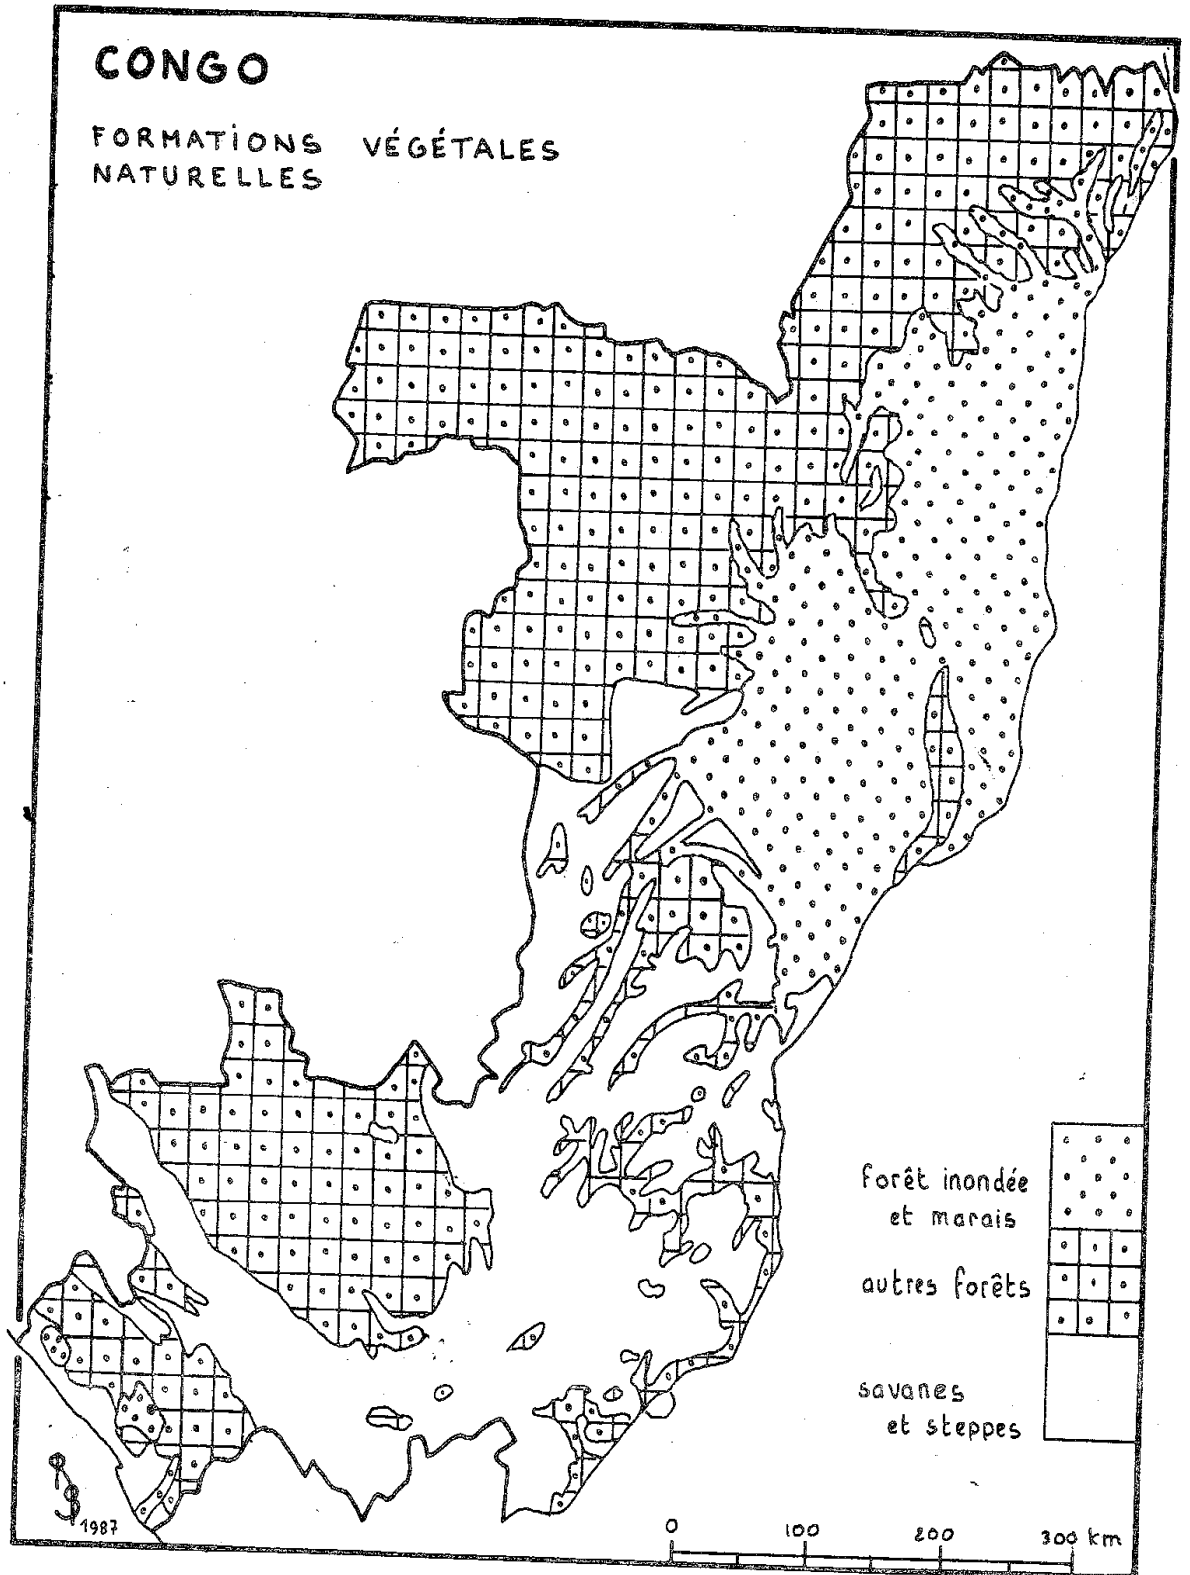 CONGO
FORMATIONS VÉGÉTALES
NATURELLES
forêt inondée
et marais
autres forêts
savanes
et steppes
1987
0 100 200 300 km